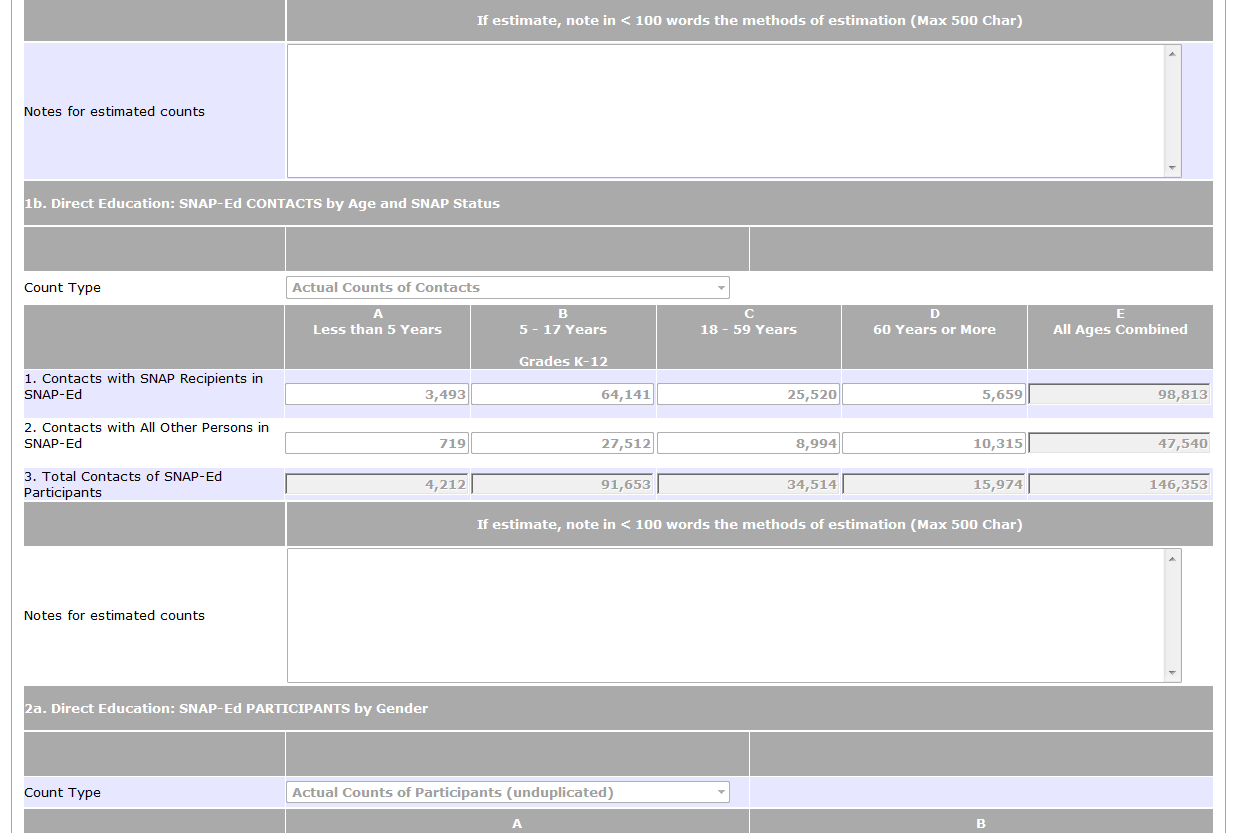 If estimate, note in < 100 words the methods of estimation (Max 500 Char)
Notes for estimated counts
1b. Direct Education: SNAP-Ed CONTACTS by Age and SNAP Status
Count Type
Actual Counts of Contacts
A
Less than 5 Years
B
5 - 17 Years
Grades K-12
C
18 - 59 Years
D
60 Years or More
E
All Ages Combined
1. Contacts with SNAP Recipients in
SNAP-Ed
3,493 64,141 25,520 5,659 98,813
2. Contacts with All Other Persons in
SNAP-Ed
719 27,512 8,994 10,315 47,540
3. Total Contacts of SNAP-Ed
Participants
4,212 91,653 34,514 15,974 146,353
If estimate, note in < 100 words the methods of estimation (Max 500 Char)
Notes for estimated counts
2a. Direct Education: SNAP-Ed PARTICIPANTS by Gender
Count Type
Actual Counts of Participants (unduplicated)
A B